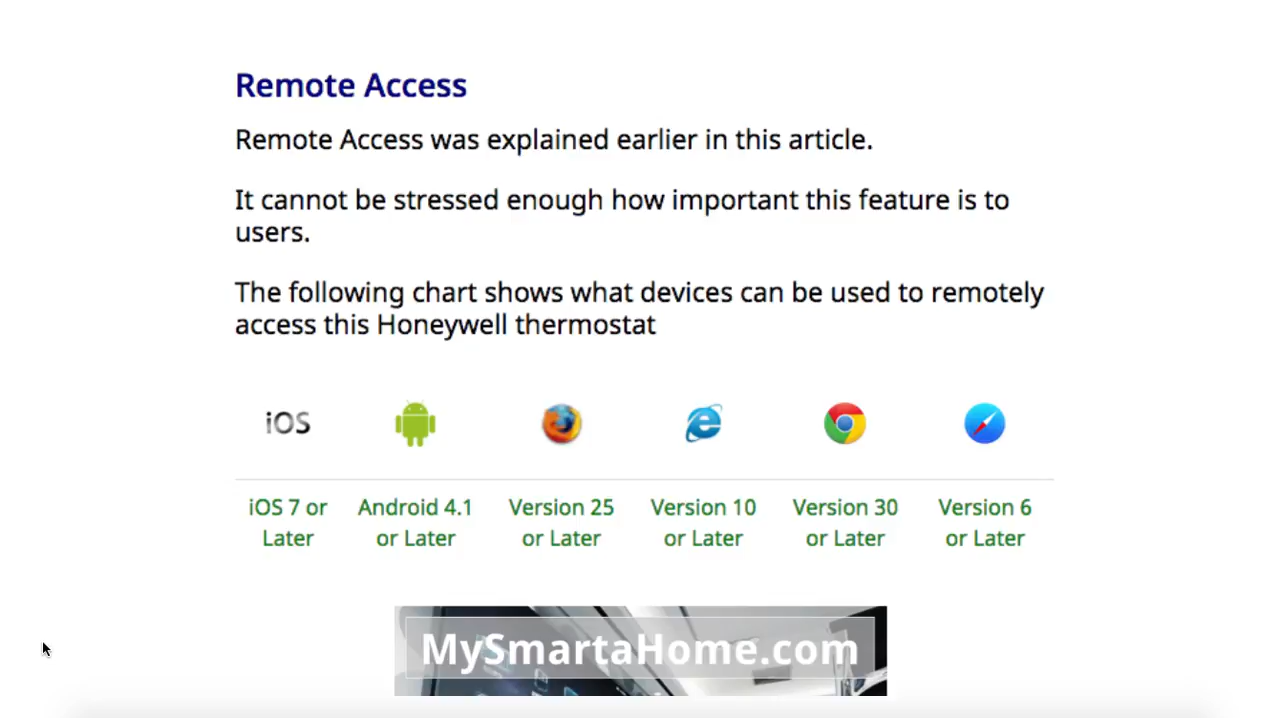 Remote Access
Remote Access was explained earlier in this article.
It cannot be stressed enough how important this feature is to
users.
The following chart shows what devices can be used to remotely
access this Honeywell thermostat
iOS
iOS 7 or
Later
Android 4.1
or Later
Version 25
or Later
Version 10
or Later
Version 30
or Later
Version 6
or Later
MySmartaHome.com